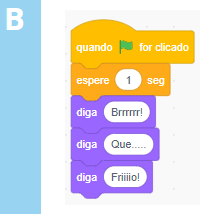 B
quando for clicado
espere 1 seg
diga Brrrrrr!
diga Que.....
diga Friiiio!